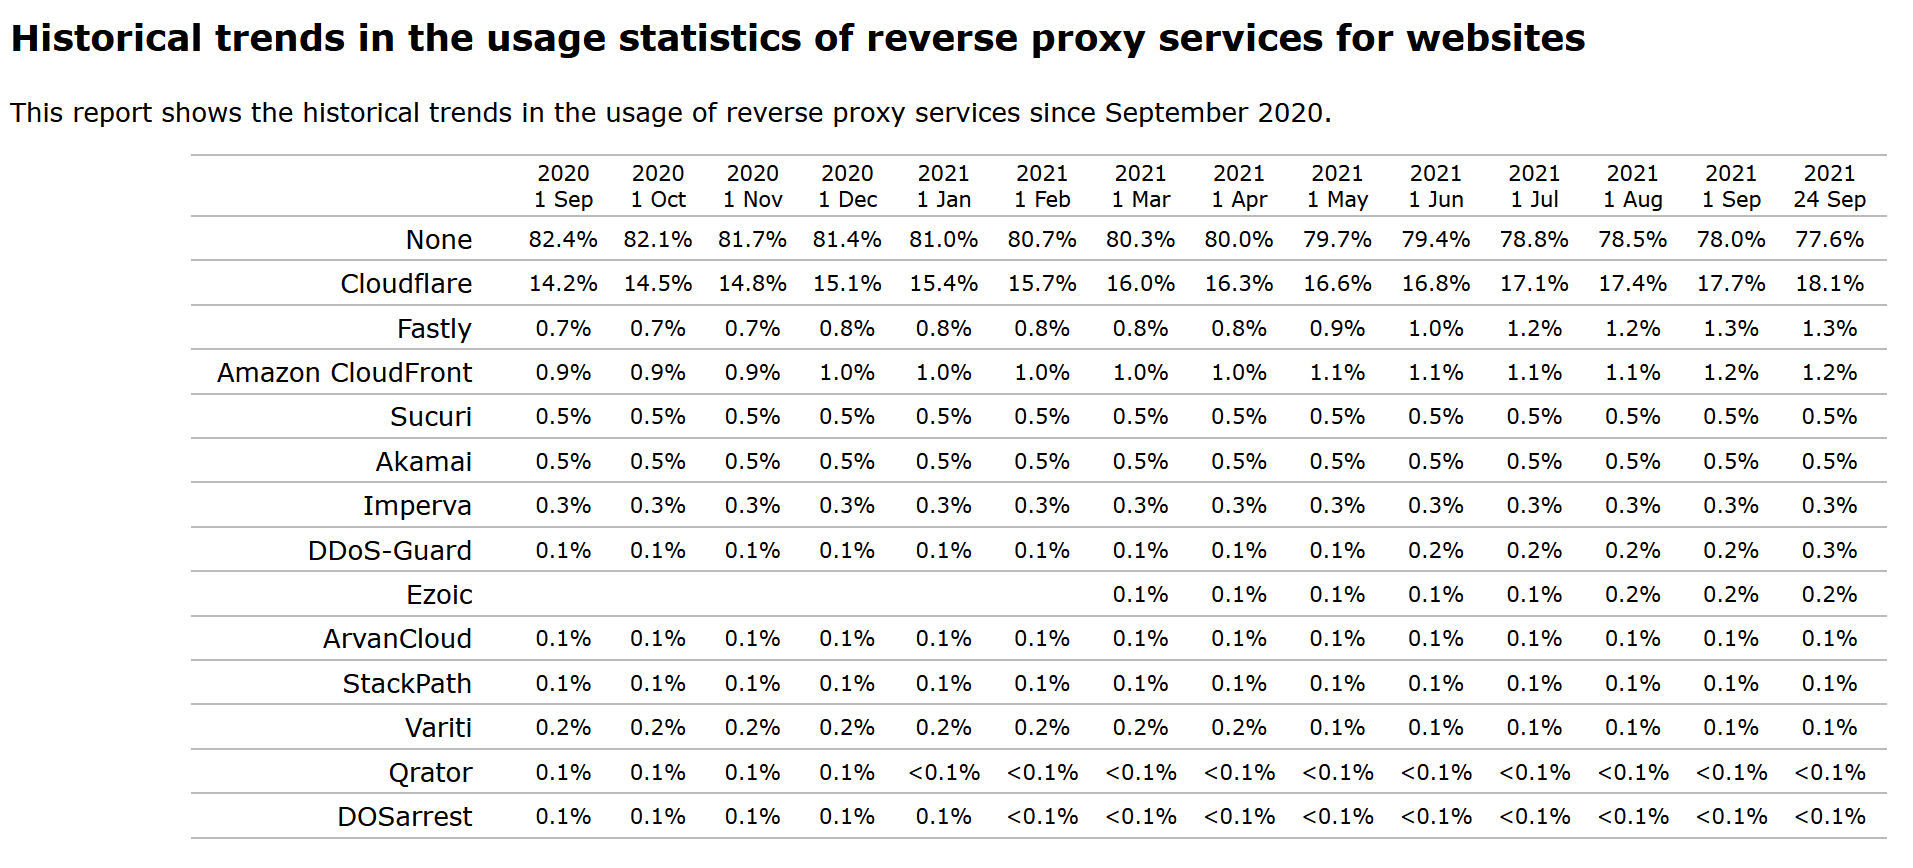 Historical trends in the usage statistics of reverse proxy services for websites
This report shows the historical trends in the usage of reverse proxy services since September 2020.
2020 2020 2020 2020 2021 2021 2021 2021 2021 2021 2021 2021 2021 2021
1 Sep 1 Oct 1 Nov 1 Dec 1 Jan 1 Feb 1 Mar 1 Apr 1 May 1 Jun 1 Jul 1 Aug 1 Sep 24 Sep
None 82.4% 82.1% 81.7% 81.4% 81.0% 80.7% 80.3% 80.0% 79.7% 79.4% 78.8% 78.5% 78.0% 77.6%
Cloudflare 14.2% 14.5% 14.8% 15.1% 15.4% 15.7% 16.0% 16.3% 16.6% 16.8% 17.1% 17.4% 17.7% 18.1%
Fastly 0.7% 0.7% 0.7% 0.8% 0.8% 0.8% 0.8% 0.8% 0.9% 1.0% 1.2% 1.2% 1.3% 1.3%
Amazon CloudFront 0.9% 0.9% 0.9% 1.0% 1.0% 1.0% 1.0% 1.0% 1.1% 1.1% 1.1% 1.1% 1.2% 1.2%
Sucuri 0.5% 0.5% 0.5% 0.5% 0.5% 0.5% 0.5% 0.5% 0.5% 0.5% 0.5% 0.5% 0.5% 0.5%
Akamai 0.5% 0.5% 0.5% 0.5% 0.5% 0.5% 0.5% 0.5% 0.5% 0.5% 0.5% 0.5% 0.5% 0.5%
Imperva 0.3% 0.3% 0.3% 0.3% 0.3% 0.3% 0.3% 0.3% 0.3% 0.3% 0.3% 0.3% 0.3% 0.3%
DDoS-Guard 0.1% 0.1% 0.1% 0.1% 0.1% 0.1% 0.1% 0.1% 0.1% 0.2% 0.2% 0.2% 0.2% 0.3%
Ezoic 0.1% 0.1% 0.1% 0.1% 0.1% 0.2% 0.2% 0.2%
ArvanCloud 0.1% 0.1% 0.1% 0.1% 0.1% 0.1% 0.1% 0.1% 0.1% 0.1% 0.1% 0.1% 0.1% 0.1%
StackPath 0.1% 0.1% 0.1% 0.1% 0.1% 0.1% 0.1% 0.1% 0.1% 0.1% 0.1% 0.1% 0.1% 0.1%
Variti 0.2% 0.2% 0.2% 0.2% 0.2% 0.2% 0.2% 0.2% 0.1% 0.1% 0.1% 0.1% 0.1% 0.1%
Qrator 0.1% 0.1% 0.1% 0.1% <0.1% <0.1% <0.1% <0.1% <0.1% <0.1% <0.1% <0.1% <0.1% <0.1%
DOSarrest 0.1% 0.1% 0.1% 0.1% 0.1% <0.1% <0.1% <0.1% <0.1% <0.1% <0.1% <0.1% <0.1% <0.1%